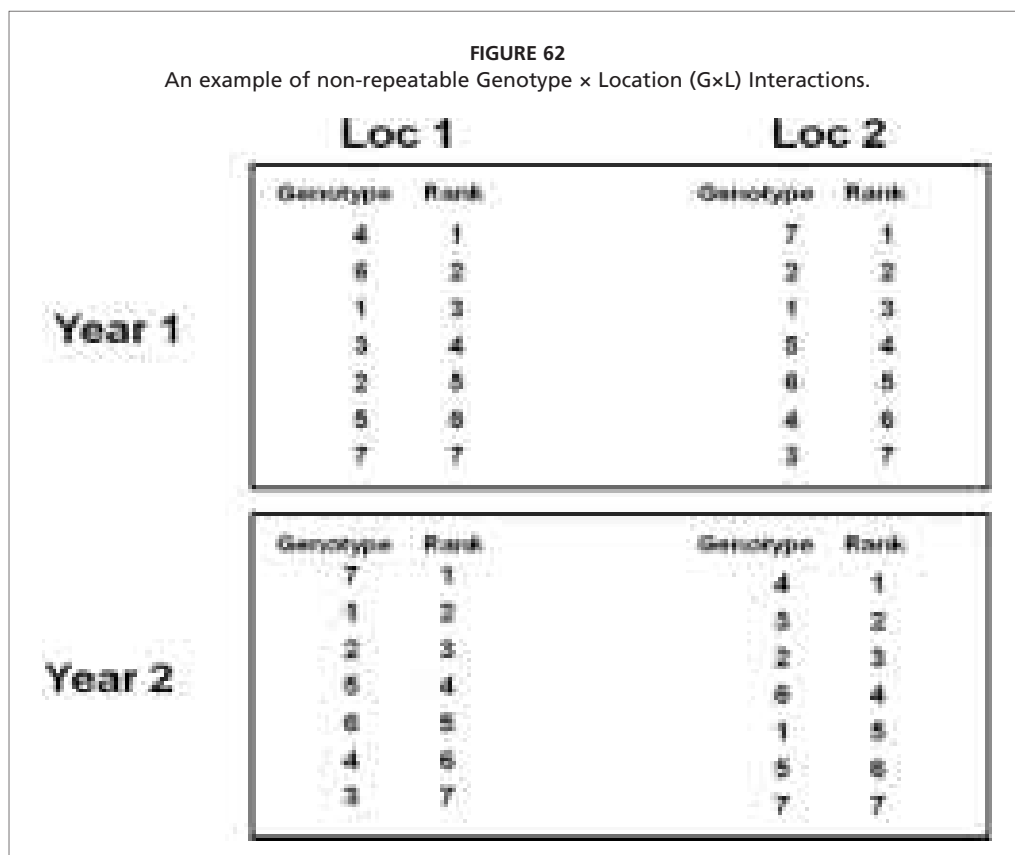 FIGURE 62
An example of non-repeatable Genotype × Location (G×L) Interactions.
Loc 1 Loc 2
Genotype Rank Genotype Rank
4 1 7 1
6 2 2 2
Year 1
1 3 1 3
3 4 5 4
2 5 6 5
5 6 4 6
7 7 3 7
Genotype Rank Genotype Rank
7 1 4 1
1 2 3 2
2 3 2 3
Year 2
5 4 6 4
6 5 1 5
4 6 5 6
3 7 7 7